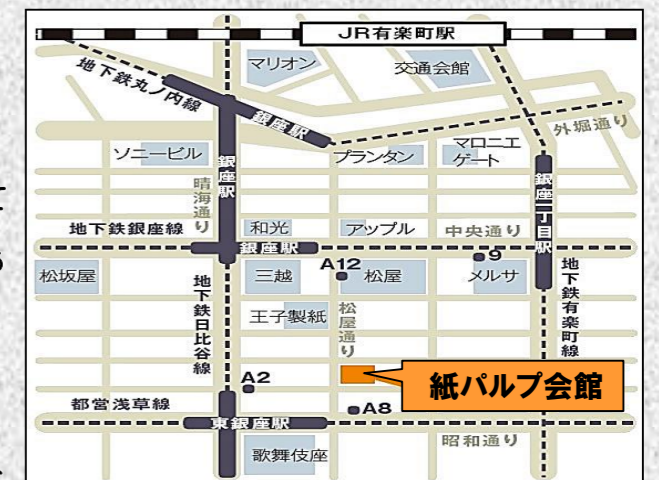 JR有楽町駅
マリオン
交通会館
地下鉄丸ノ内線
銀座駅
外堀通り
ソニービル
プランタン
マロニエ
ゲート
銀座駅
晴海通り
銀座一丁目駅
地下鉄銀座線
和光
アップル
中央通り
銀座駅
A12
9
松坂屋
三越
松屋
メルサ
地下鉄日比谷線
地下鉄有楽町線
王子製紙
松屋通り
A2
紙パルプ会館
A8
都営浅草線
東銀座駅
昭和通り
歌舞伎座